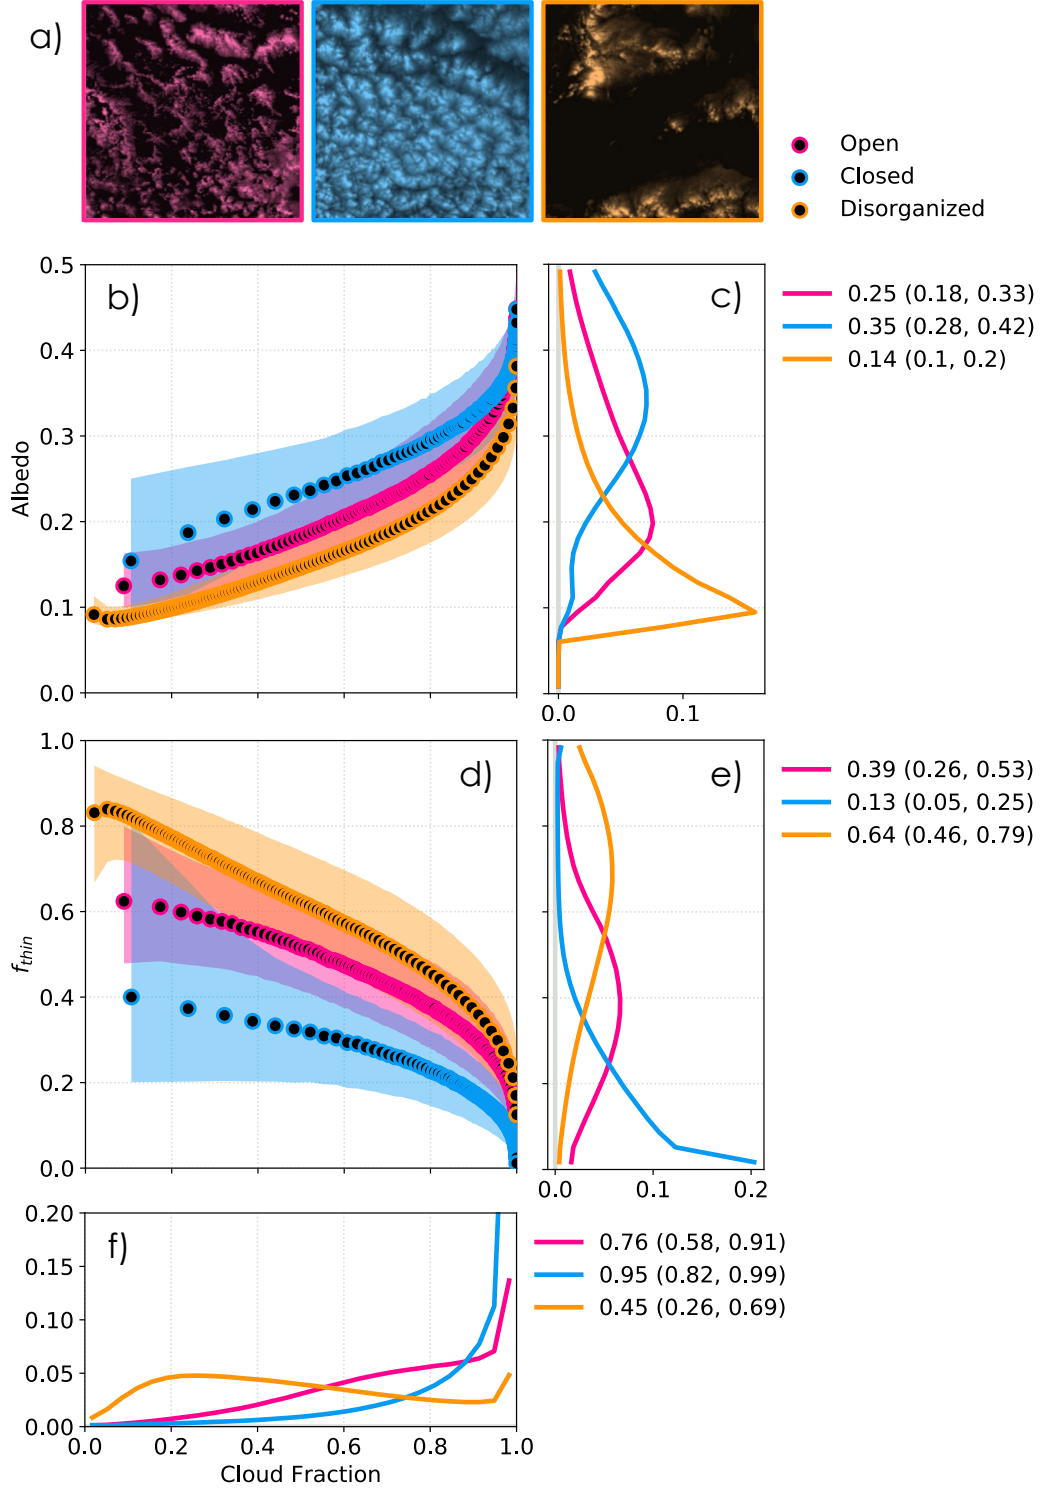 a)
Open
Closed
Disorganized
b)
c)
0.5
0.4
0.3
0.2
0.1
0.0
Albedo
0.0 0.1
0.25 (0.18, 0.33)
0.35 (0.28, 0.42)
0.14 (0.1, 0.2)
d)
e)
1.0
0.8
0.6
0.4
0.2
0.0
f_thin
0.0 0.1 0.2
0.39 (0.26, 0.53)
0.13 (0.05, 0.25)
0.64 (0.46, 0.79)
f)
0.20
0.15
0.10
0.05
0.00
0.0 0.2 0.4 0.6 0.8 1.0
Cloud Fraction
0.76 (0.58, 0.91)
0.95 (0.82, 0.99)
0.45 (0.26, 0.69)